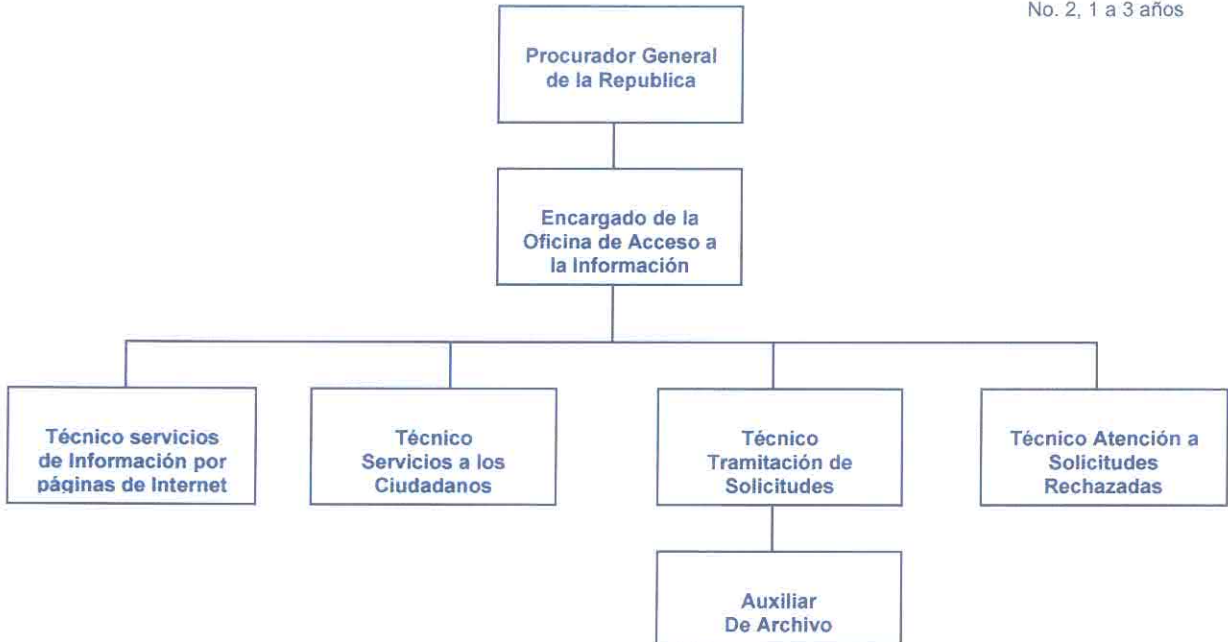 No. 2, 1 a 3 años
Procurador General
de la Republica
Encargado de la
Oficina de Acceso a
la Información
Técnico servicios
de Información por
páginas de Internet
Técnico
Servicios a los
Ciudadanos
Técnico
Tramitación de
Solicitudes
Técnico Atención a
Solicitudes
Rechazadas
Auxiliar
De Archivo